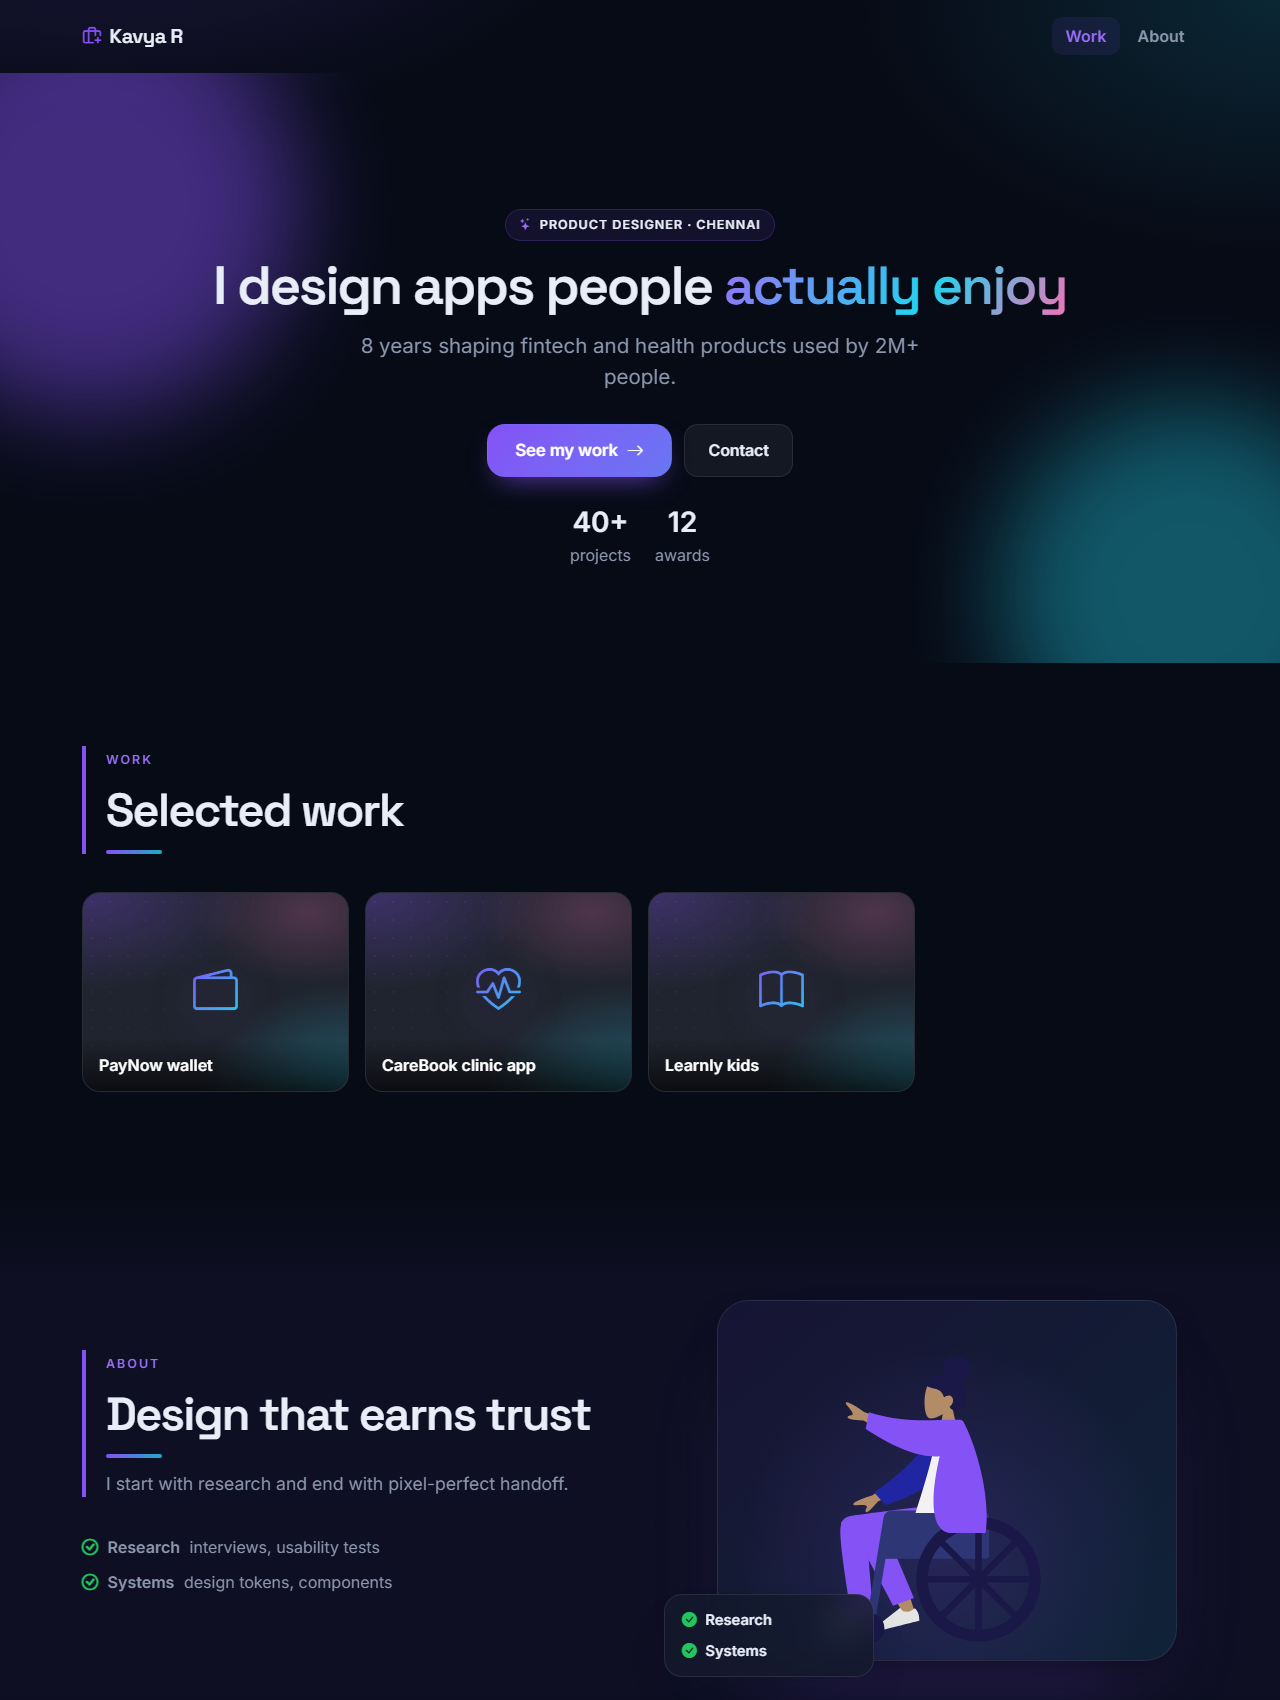 Kavya R
Work
About
PRODUCT DESIGNER · CHENNAI
I design apps people actually enjoy
8 years shaping fintech and health products used by 2M+
people.
See my work →
Contact
40+
projects
12
awards
WORK
Selected work
PayNow wallet
CareBook clinic app
Learnly kids
ABOUT
Design that earns trust
I start with research and end with pixel-perfect handoff.
Research interviews, usability tests
Systems design tokens, components
Research
Systems